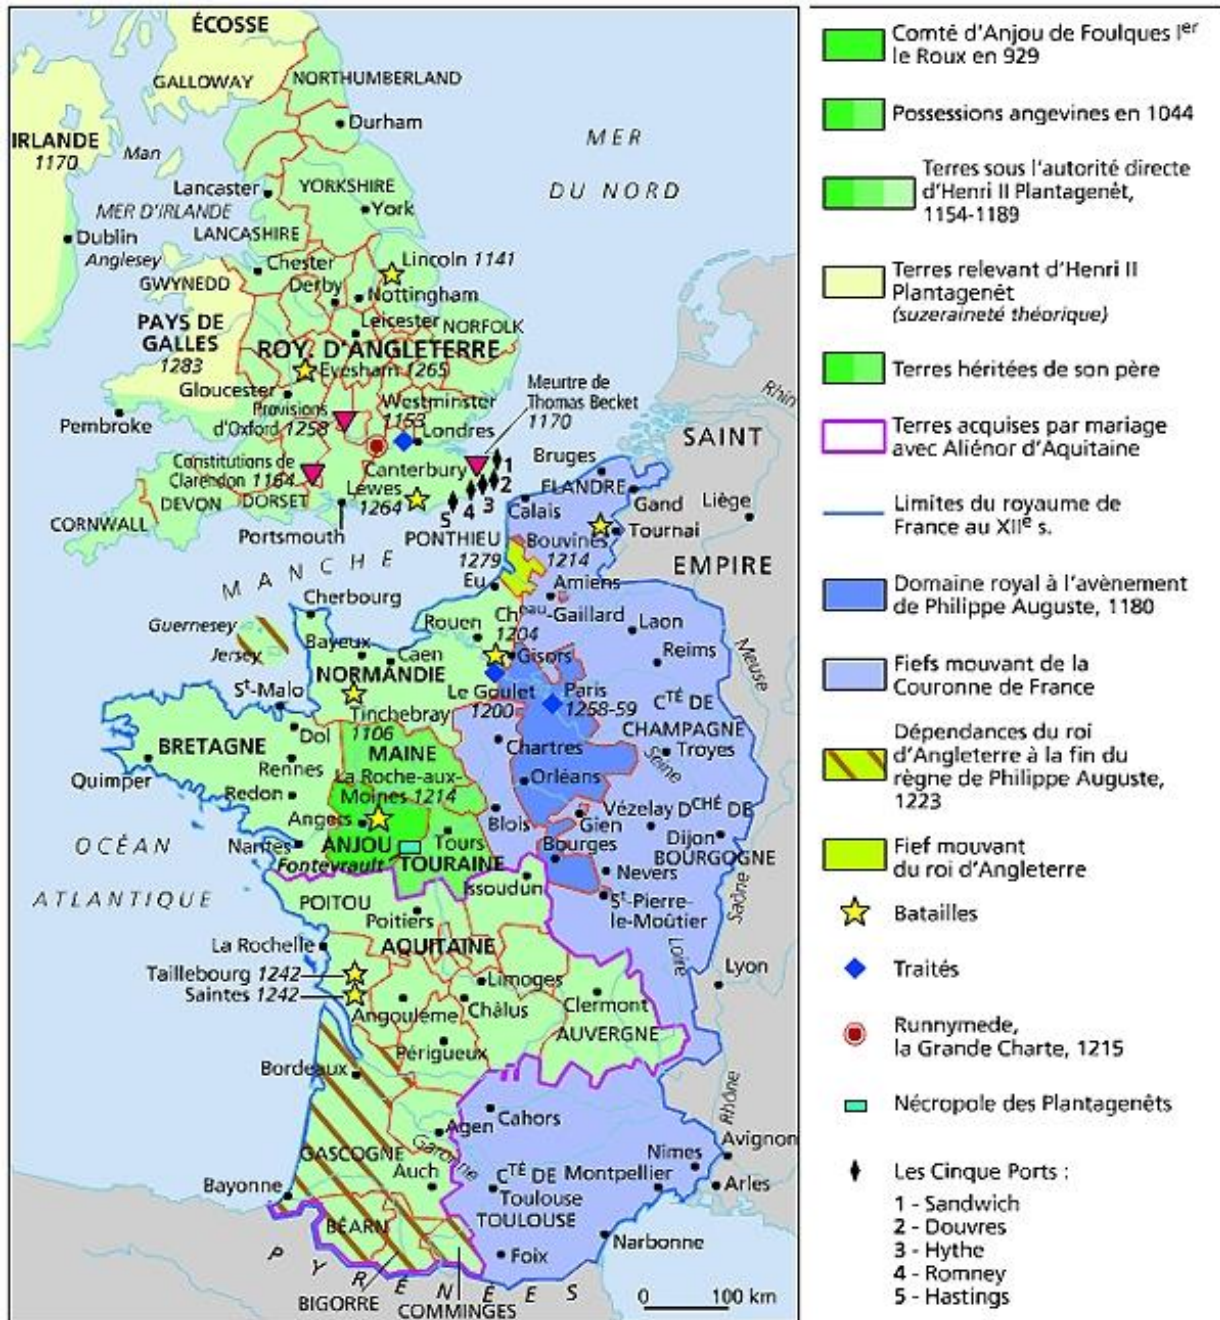 ÉCOSSE
GALLOWAY
NORTHUMBERLAND
Durham
IRLANDE
1170
Man
MER
DU NORD
Lancaster
YORKSHIRE
York
MER D'IRLANDE
LANCASHIRE
Dublin
Anglesey
Chester
Lincoln 1141
GWYNEDD
Derby
Nottingham
PAYS DE
GALLES
1283
Leicester
NORFOLK
ROY. D'ANGLETERRE
Evesham 1265
Gloucester
Pembroke
Provisions
d'Oxford 1258
Westminster
1153
Londres
Meurtre de
Thomas Becket
1170
Constitutions de
Clarendon 1164
Canterbury
1
2
3
4
5
Lewes
1264
DEVON
DORSET
CORNWALL
Portsmouth
Rhin
SAINT
EMPIRE
Bruges
FLANDRE
Calais
Gand
Liège
Tournai
Bouvines
1214
PONTHIEU
1279
MANCHE
Eu
Amiens
Cherbourg
Guernesey
Jersey
Bayeux
Caen
Rouen
Chᵉᵃᵘ-Gaillard
1204
Gisors
Laon
Reims
Meuse
NORMANDIE
Sᵗ-Malo
Tinchebray
1106
Le Goulet
1200
Paris
1258-59
Cᵀᴱ́ DE
CHAMPAGNE
Troyes
Seine
BRETAGNE
Dol
Rennes
Quimper
Redon
MAINE
La Roche-aux-
Moines 1214
Chartres
Orléans
Angers
ANJOU
Nantes
Fontevrault
Tours
TOURAINE
Blois
Gien
Vézelay
Dᶜᴴᴱ́ DE
BOURGOGNE
Dijon
Bourges
Nevers
Sᵗ-Pierre-
le-Moûtier
Saône
OCÉAN
ATLANTIQUE
Issoudun
POITOU
Poitiers
La Rochelle
AQUITAINE
Taillebourg 1242
Saintes 1242
Limoges
Châlus
Angoulême
Clermont
AUVERGNE
Loire
Lyon
Périgueux
Bordeaux
Cahors
Agen
Garonne
GASCOGNE
Auch
Rhône
Nîmes
Avignon
Arles
Montpellier
Cᵀᴱ́ DE
TOULOUSE
Toulouse
Bayonne
BÉARN
PYRÉNÉES
BIGORRE
COMMINGES
Foix
Narbonne
0 100 km
Comté d'Anjou de Foulques Iᵉʳ
le Roux en 929
Possessions angevines en 1044
Terres sous l'autorité directe
d'Henri II Plantagenêt,
1154-1189
Terres relevant d'Henri II
Plantagenêt
(suzeraineté théorique)
Terres héritées de son père
Terres acquises par mariage
avec Aliénor d'Aquitaine
Limites du royaume de
France au XIIᵉ s.
Domaine royal à l'avènement
de Philippe Auguste, 1180
Fiefs mouvant de la
Couronne de France
Dépendances du roi
d'Angleterre à la fin du
règne de Philippe Auguste,
1223
Fief mouvant
du roi d'Angleterre
Batailles
Traités
Runnymede,
la Grande Charte, 1215
Nécropole des Plantagenêts
Les Cinque Ports :
1 - Sandwich
2 - Douvres
3 - Hythe
4 - Romney
5 - Hastings